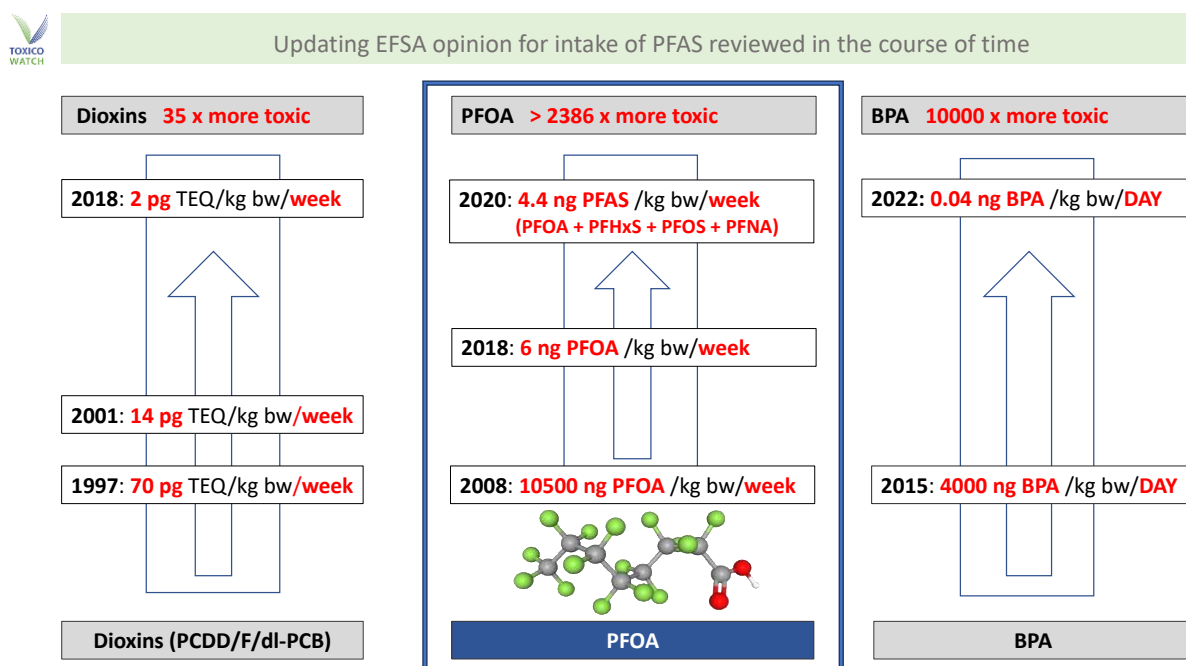 TOXICO
WATCH
Updating EFSA opinion for intake of PFAS reviewed in the course of time
Dioxins 35 x more toxic
2018: 2 pg TEQ/kg bw/week
2001: 14 pg TEQ/kg bw/week
1997: 70 pg TEQ/kg bw/week
Dioxins (PCDD/F/dl-PCB)
PFOA > 2386 x more toxic
2020: 4.4 ng PFAS /kg bw/week
(PFOA + PFHxS + PFOS + PFNA)
2018: 6 ng PFOA /kg bw/week
2008: 10500 ng PFOA /kg bw/week
PFOA
BPA 10000 x more toxic
2022: 0.04 ng BPA /kg bw/DAY
2015: 4000 ng BPA /kg bw/DAY
BPA